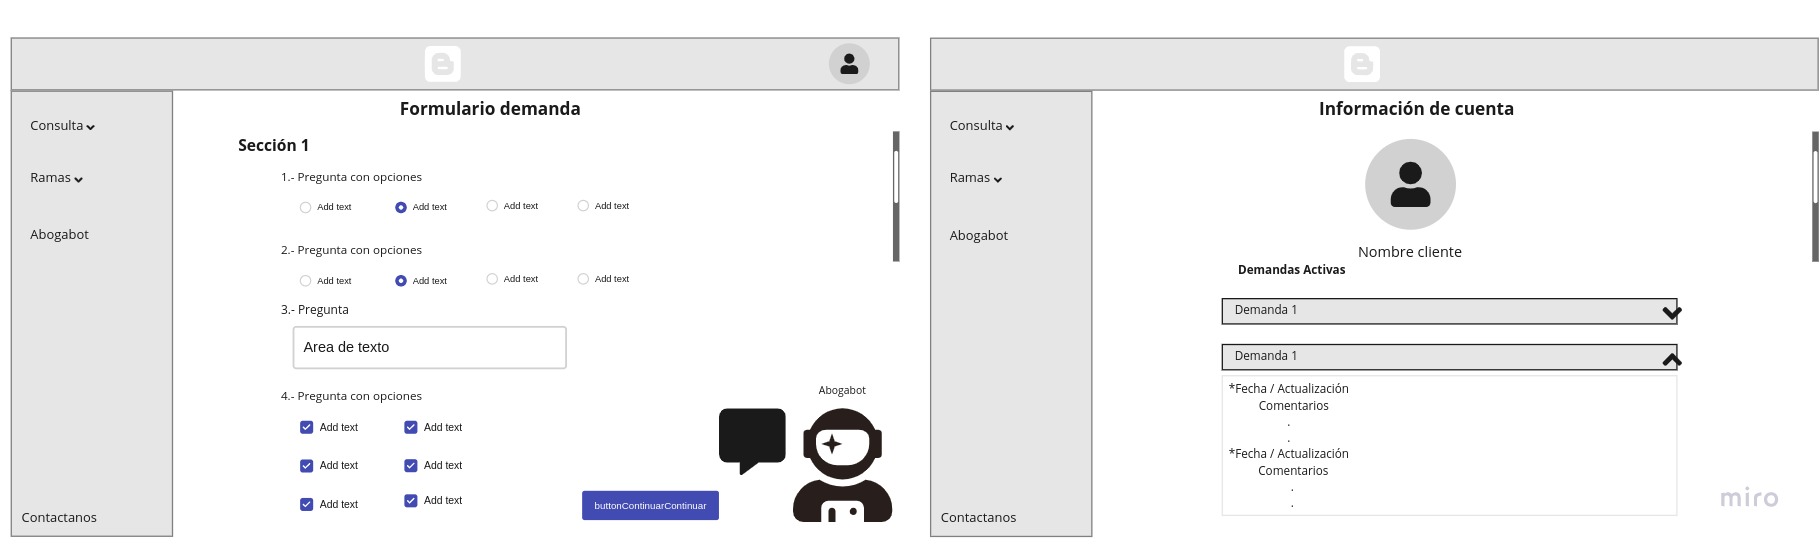 Formulario demanda
Consulta
Ramas
Abogabot
Contactanos
Sección 1
1.- Pregunta con opciones
Add text Add text Add text Add text
2.- Pregunta con opciones
Add text Add text Add text Add text
3.- Pregunta
Area de texto
4.- Pregunta con opciones
Add text Add text
Add text Add text
Add text Add text
buttonContinuarContinuar
Abogabot
Información de cuenta
Consulta
Ramas
Abogabot
Contactanos
Nombre cliente
Demandas Activas
Demanda 1
Demanda 1
*Fecha / Actualización
Comentarios
.
.
*Fecha / Actualización
Comentarios
.
.
miro